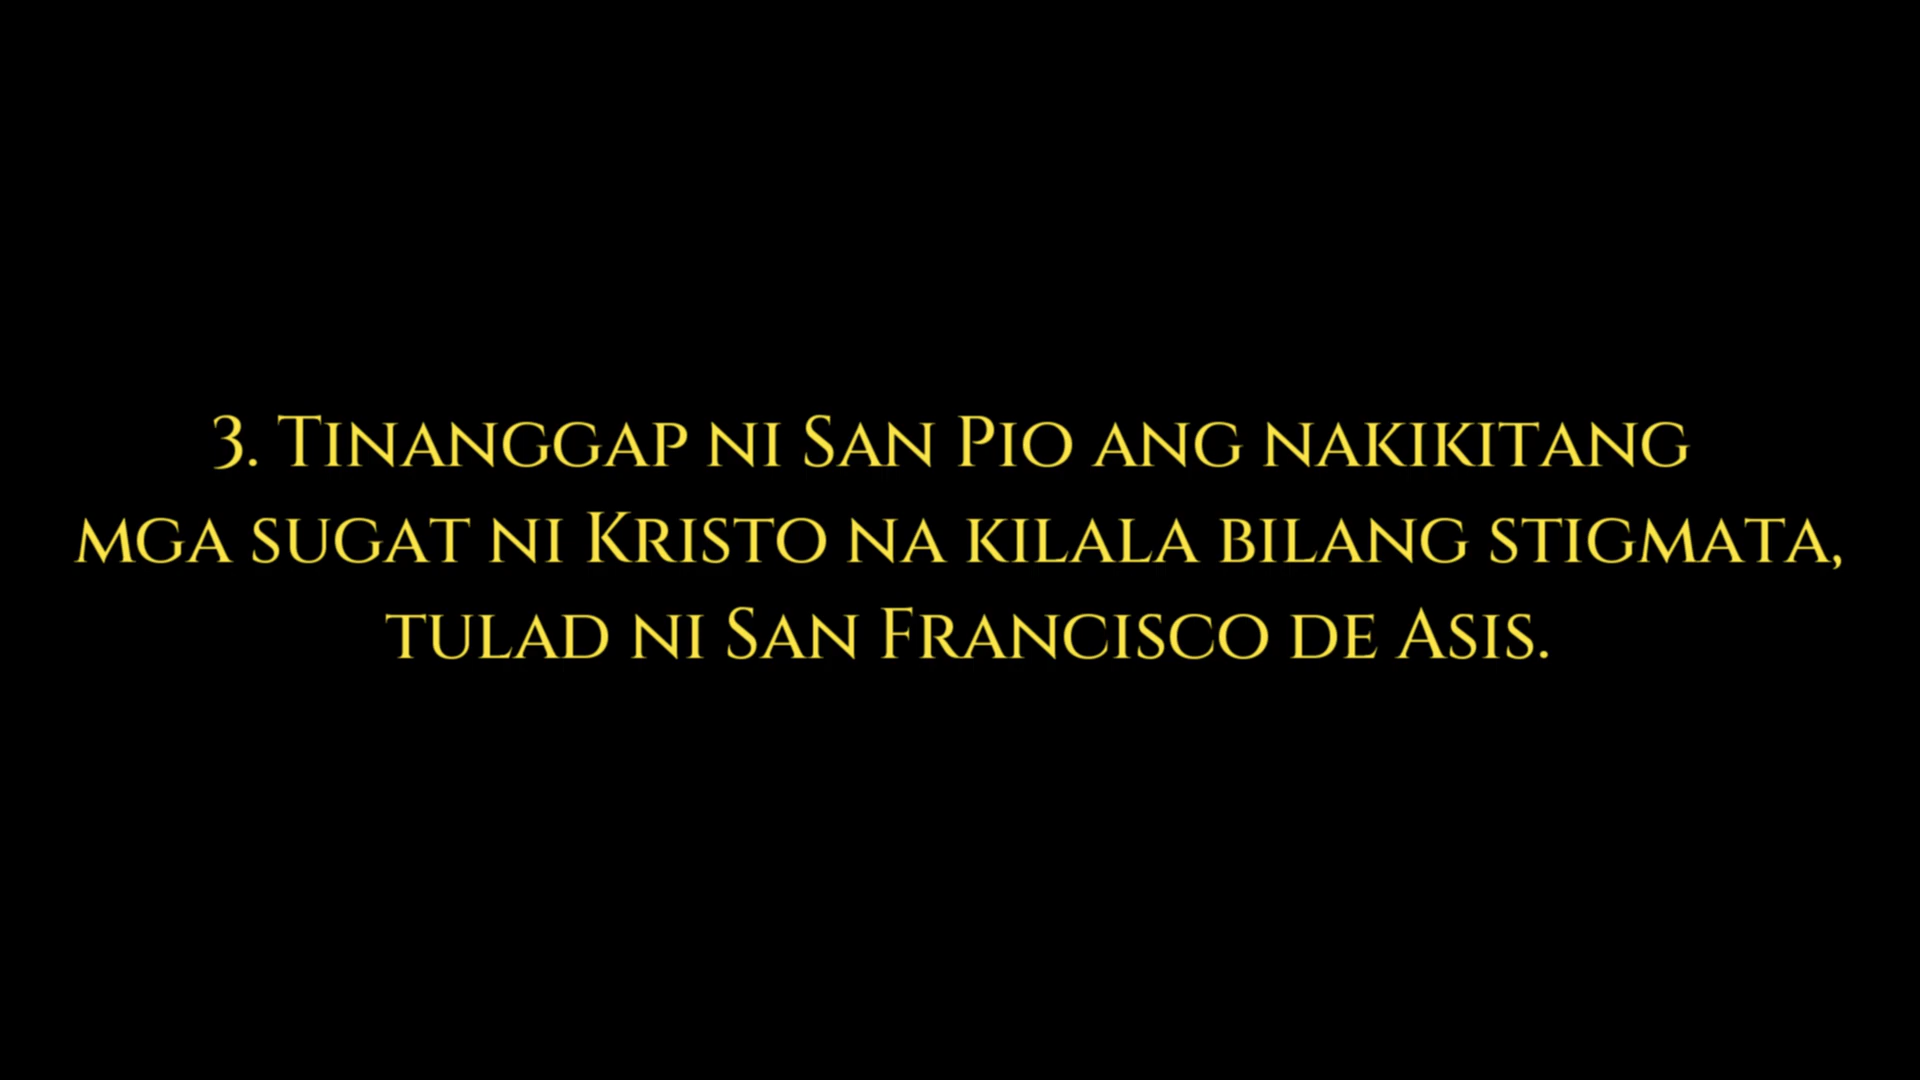 3. Tinanggap ni San Pio ang nakikitang
mga sugat ni Kristo na kilala bilang stigmata,
tulad ni San Francisco de Asis.